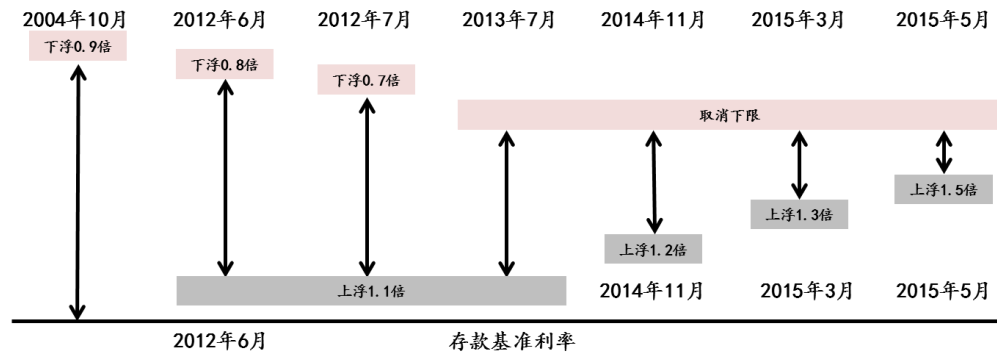 2004年10月 2012年6月 2012年7月 2013年7月 2014年11月 2015年3月 2015年5月
下浮0.9倍
下浮0.8倍
下浮0.7倍
取消下限
上浮1.5倍
上浮1.3倍
上浮1.2倍
上浮1.1倍
2014年11月 2015年3月 2015年5月
2012年6月 存款基准利率